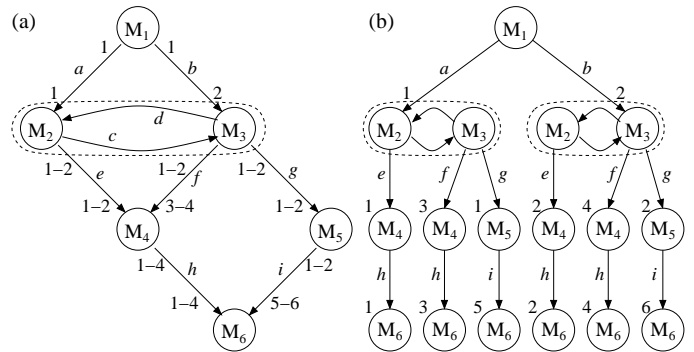 (a)
M1
1 1
a b
1 2
M2 d M3
c
1–2 e 1–2 f 1–2 g
1–2 3–4 1–2
M4 M5
1–4 h i 1–2
1–4 5–6
M6
(b)
M1
a b
1 2
M2 M3 M2 M3
e f g e f g
1 3 1 2 4 2
M4 M4 M5 M4 M4 M5
h h i h h i
1 3 5 2 4 6
M6 M6 M6 M6 M6 M6